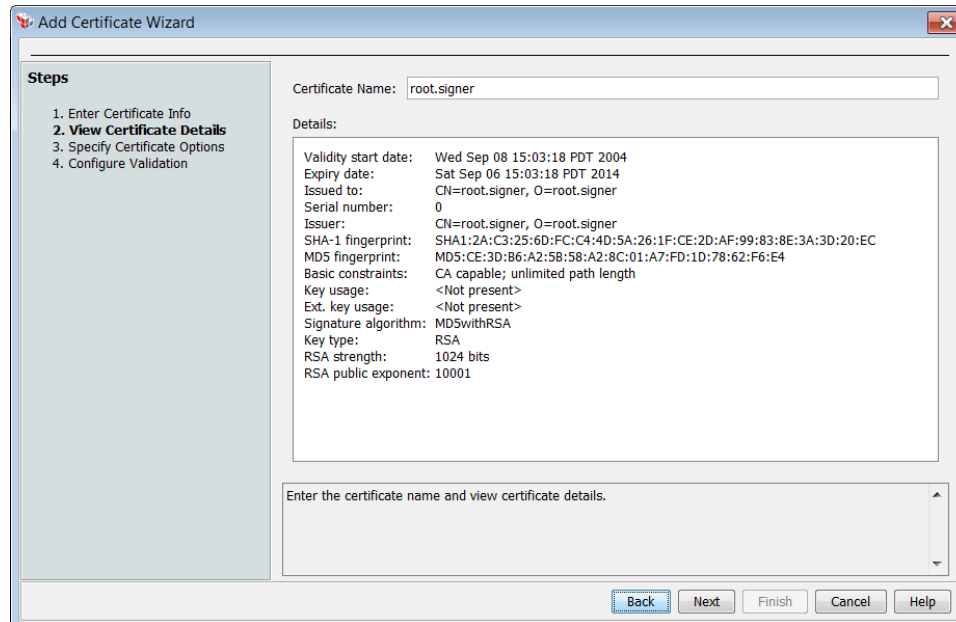 Add Certificate Wizard
Steps
1. Enter Certificate Info
2. View Certificate Details
3. Specify Certificate Options
4. Configure Validation
Certificate Name: root.signer
Details:
Validity start date: Wed Sep 08 15:03:18 PDT 2004
Expiry date: Sat Sep 06 15:03:18 PDT 2014
Issued to: CN=root.signer, O=root.signer
Serial number: 0
Issuer: CN=root.signer, O=root.signer
SHA-1 fingerprint: SHA1:2A:C3:25:6D:FC:C4:4D:5A:26:1F:CE:2D:AF:99:83:8E:3A:3D:20:EC
MD5 fingerprint: MD5:CE:3D:B6:A2:5B:58:A2:8C:01:A7:FD:1D:78:62:F6:E4
Basic constraints: CA capable; unlimited path length
Key usage: <Not present>
Ext. key usage: <Not present>
Signature algorithm: MD5withRSA
Key type: RSA
RSA strength: 1024 bits
RSA public exponent: 10001
Enter the certificate name and view certificate details.
Back Next Finish Cancel Help